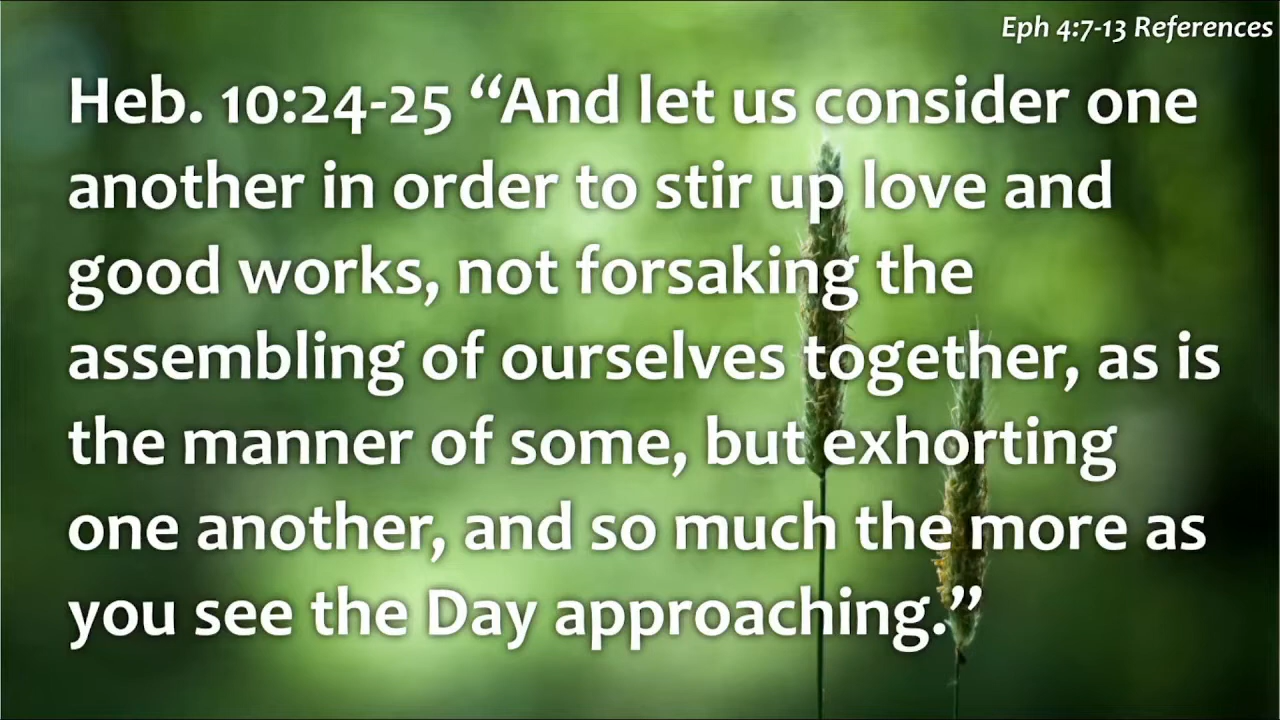 Eph 4:7-13 References
Heb. 10:24-25 “And let us consider one
another in order to stir up love and
good works, not forsaking the
assembling of ourselves together, as is
the manner of some, but exhorting
one another, and so much the more as
you see the Day approaching.”